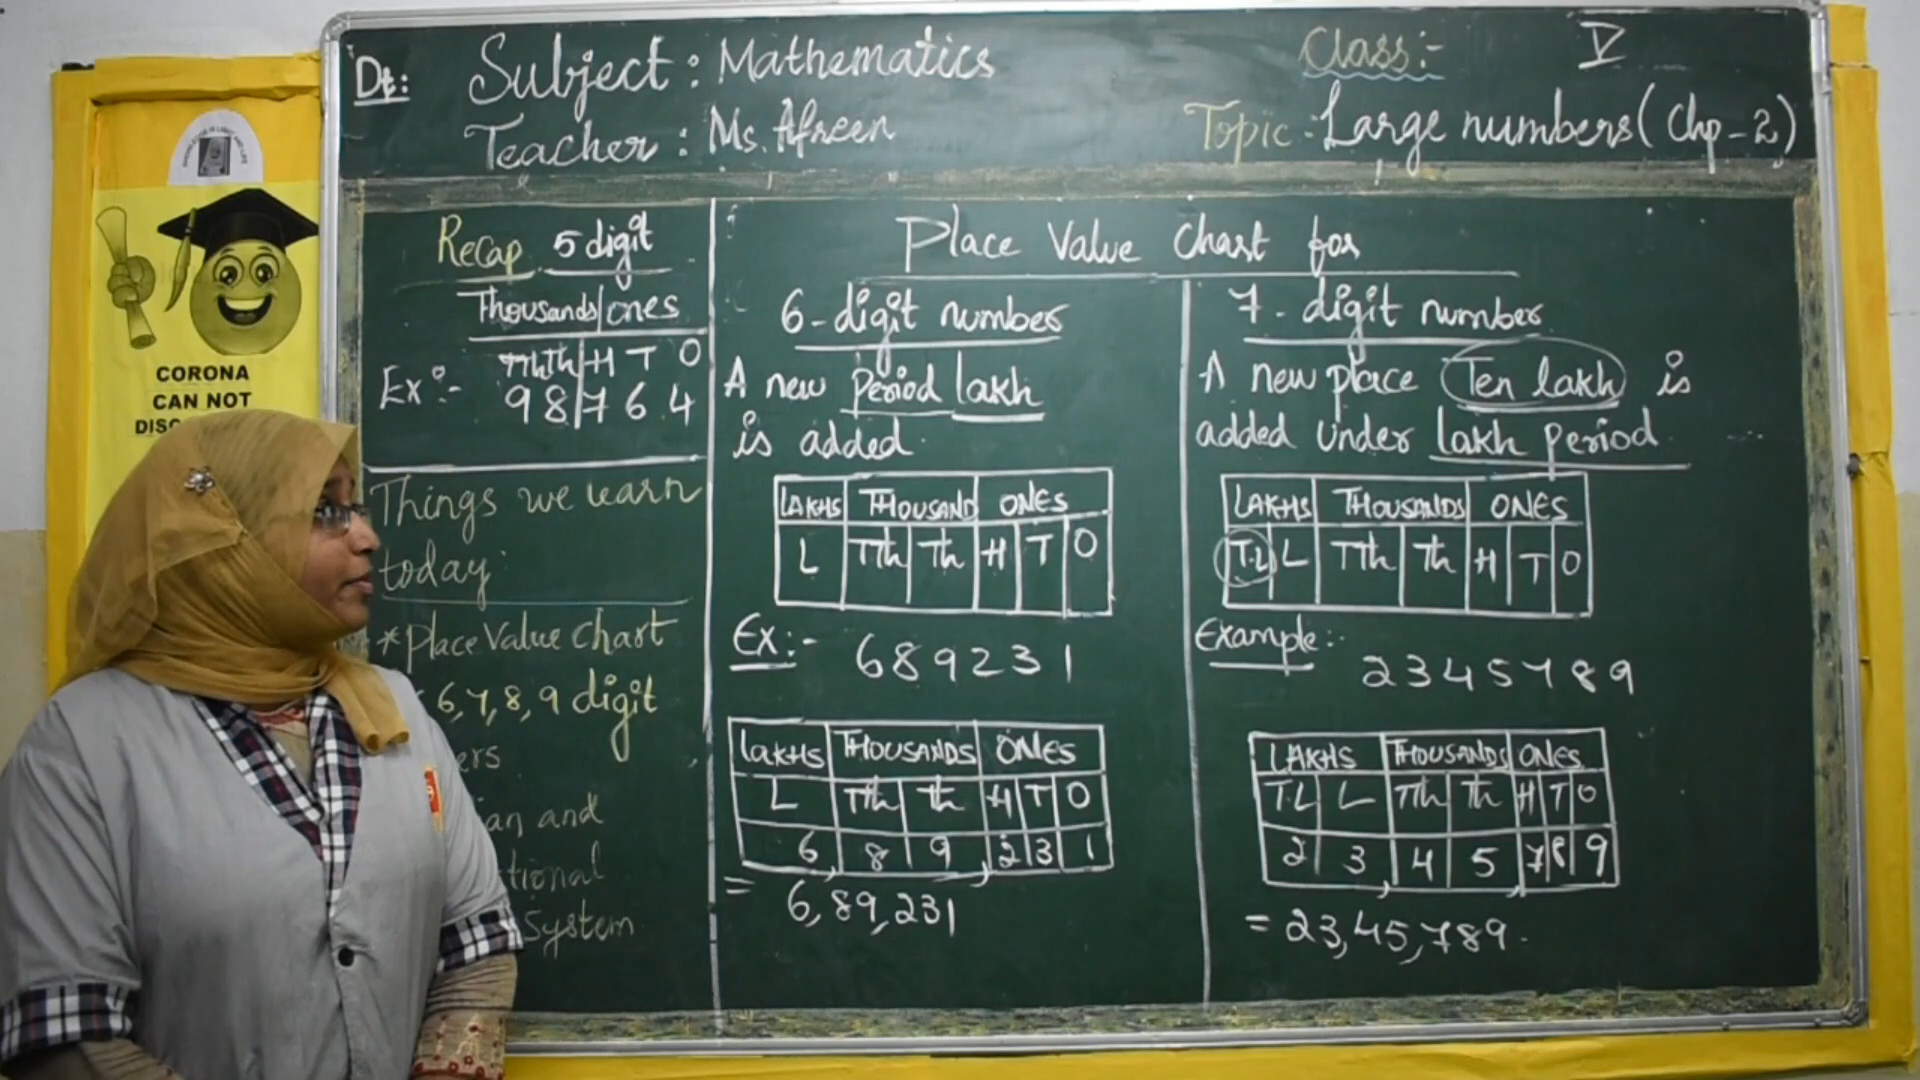 Dt:
Subject : Mathematics
Teacher : Ms. Afreen
Class:- V
Topic - Large numbers (Chp - 2)
CORONA
CAN NOT
Recap 5 digit
Thousands ones
TTh Th H T O
Ex:- 9 8 7 6 4
Things we learn
today:
*Place Value Chart
6,7,8,9 digit
and
System
Place Value Chart for
6-digit number
A new period lakh
is added.
LAKHS THOUSAND ONES
L TTh Th H T O
Ex:- 689231
LAKHS THOUSANDS ONES
L TTh Th H T O
6, 8 9, 2 3 1
= 6,89,231
7-digit number
A new place Ten lakh is
added under lakh period.
LAKHS THOUSANDS ONES
T.L L TTh Th H T O
Example:- 2345789
LAKHS THOUSANDS ONES
T.L L TTh Th H T O
2 3, 4 5, 7 8 9
= 23,45,789.